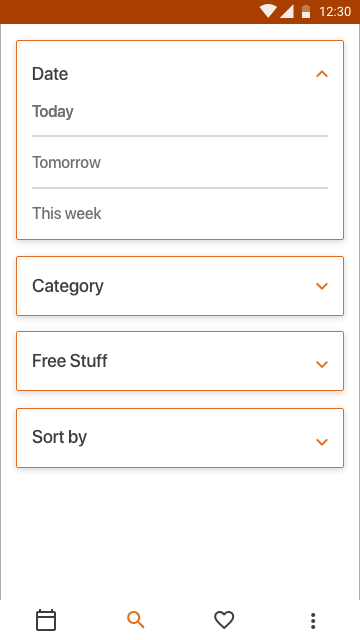 12:30
Date
Today
Tomorrow
This week
Category
Free Stuff
Sort by